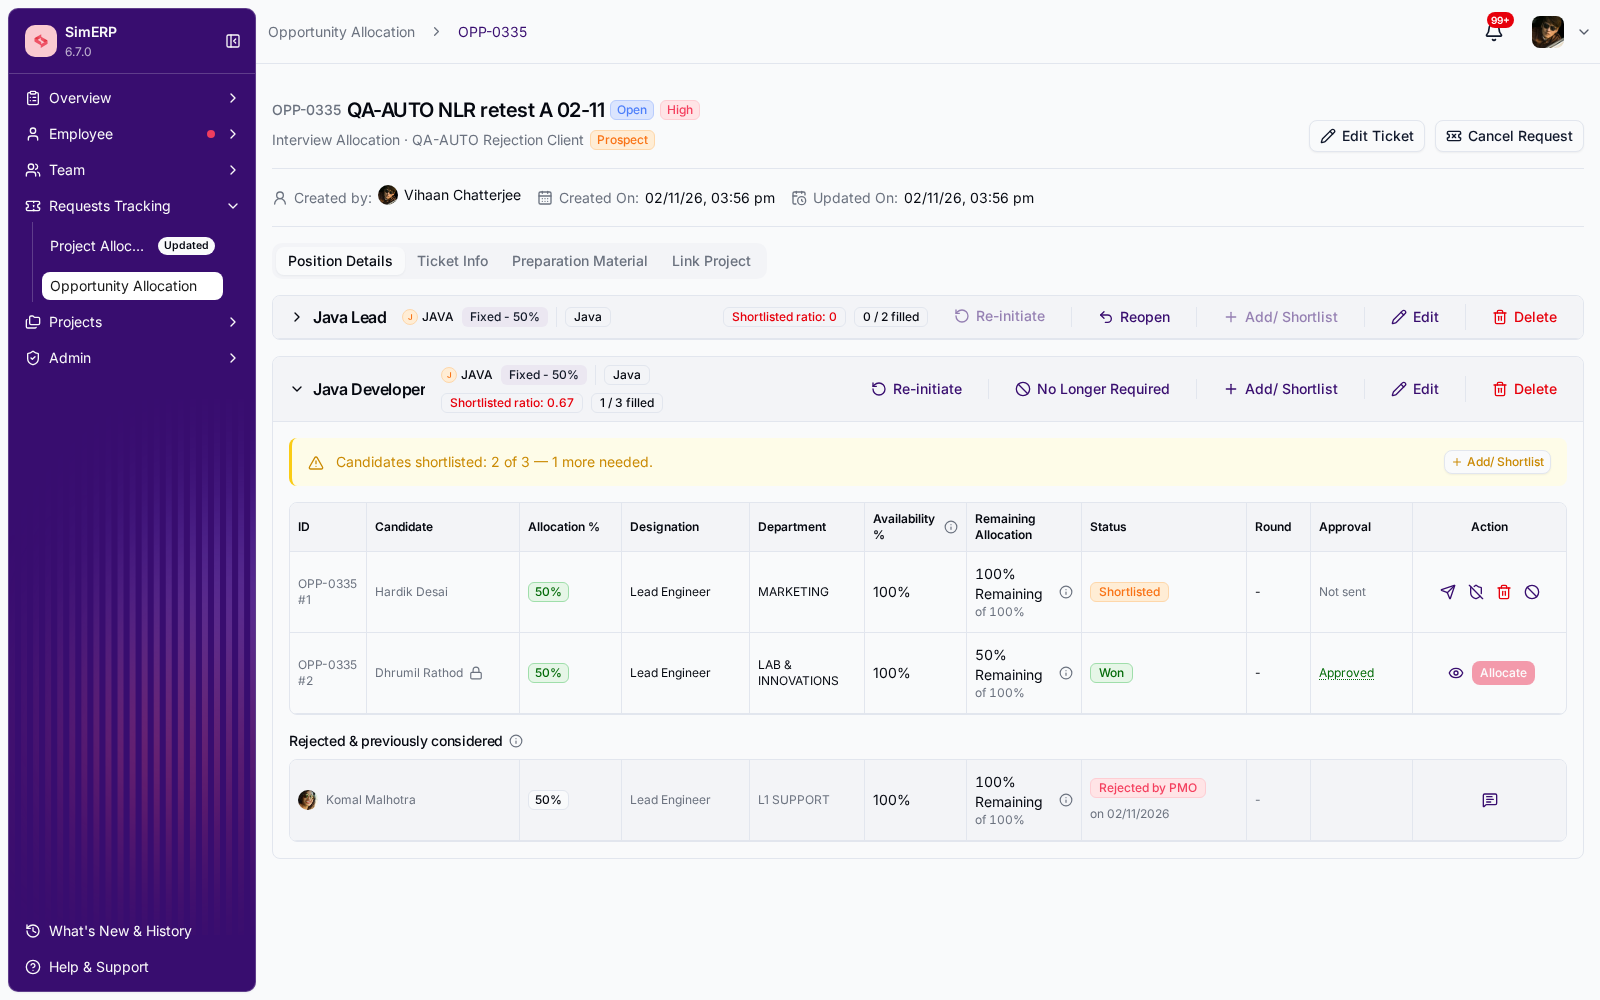 SimERP
6.7.0
Overview
Employee
Team
Requests Tracking
Project Alloc... Updated
Opportunity Allocation
Projects
Admin
What's New & History
Help & Support
Opportunity Allocation > OPP-0335
99+
OPP-0335 QA-AUTO NLR retest A 02-11 Open High
Interview Allocation · QA-AUTO Rejection Client Prospect
Edit Ticket Cancel Request
Created by: Vihaan Chatterjee Created On: 02/11/26, 03:56 pm Updated On: 02/11/26, 03:56 pm
Position Details Ticket Info Preparation Material Link Project
Java Lead J JAVA Fixed - 50% Java Shortlisted ratio: 0 0 / 2 filled Re-initiate Reopen Add/ Shortlist Edit Delete
Java Developer J JAVA Fixed - 50% Java
Shortlisted ratio: 0.67 1 / 3 filled
Re-initiate No Longer Required Add/ Shortlist Edit Delete
Candidates shortlisted: 2 of 3 — 1 more needed. Add/ Shortlist
ID Candidate Allocation % Designation Department Availability % Remaining Allocation Status Round Approval Action
OPP-0335 #1 Hardik Desai 50% Lead Engineer MARKETING 100% 100% Remaining of 100% Shortlisted - Not sent
OPP-0335 #2 Dhrumil Rathod 50% Lead Engineer LAB & INNOVATIONS 100% 50% Remaining of 100% Won - Approved Allocate
Rejected & previously considered
Komal Malhotra 50% Lead Engineer L1 SUPPORT 100% 100% Remaining of 100% Rejected by PMO on 02/11/2026 -